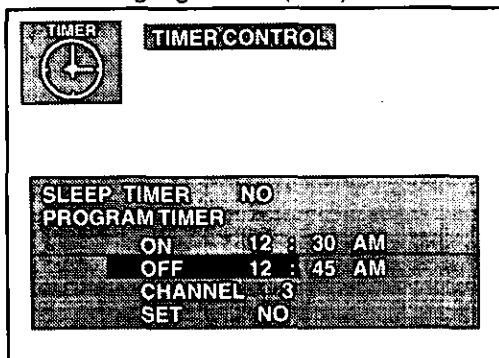 TIMER
TIMER CONTROL
SLEEP TIMER NO
PROGRAM TIMER
ON 12 : 30 AM
OFF 12 : 45 AM
CHANNEL 3
SET NO